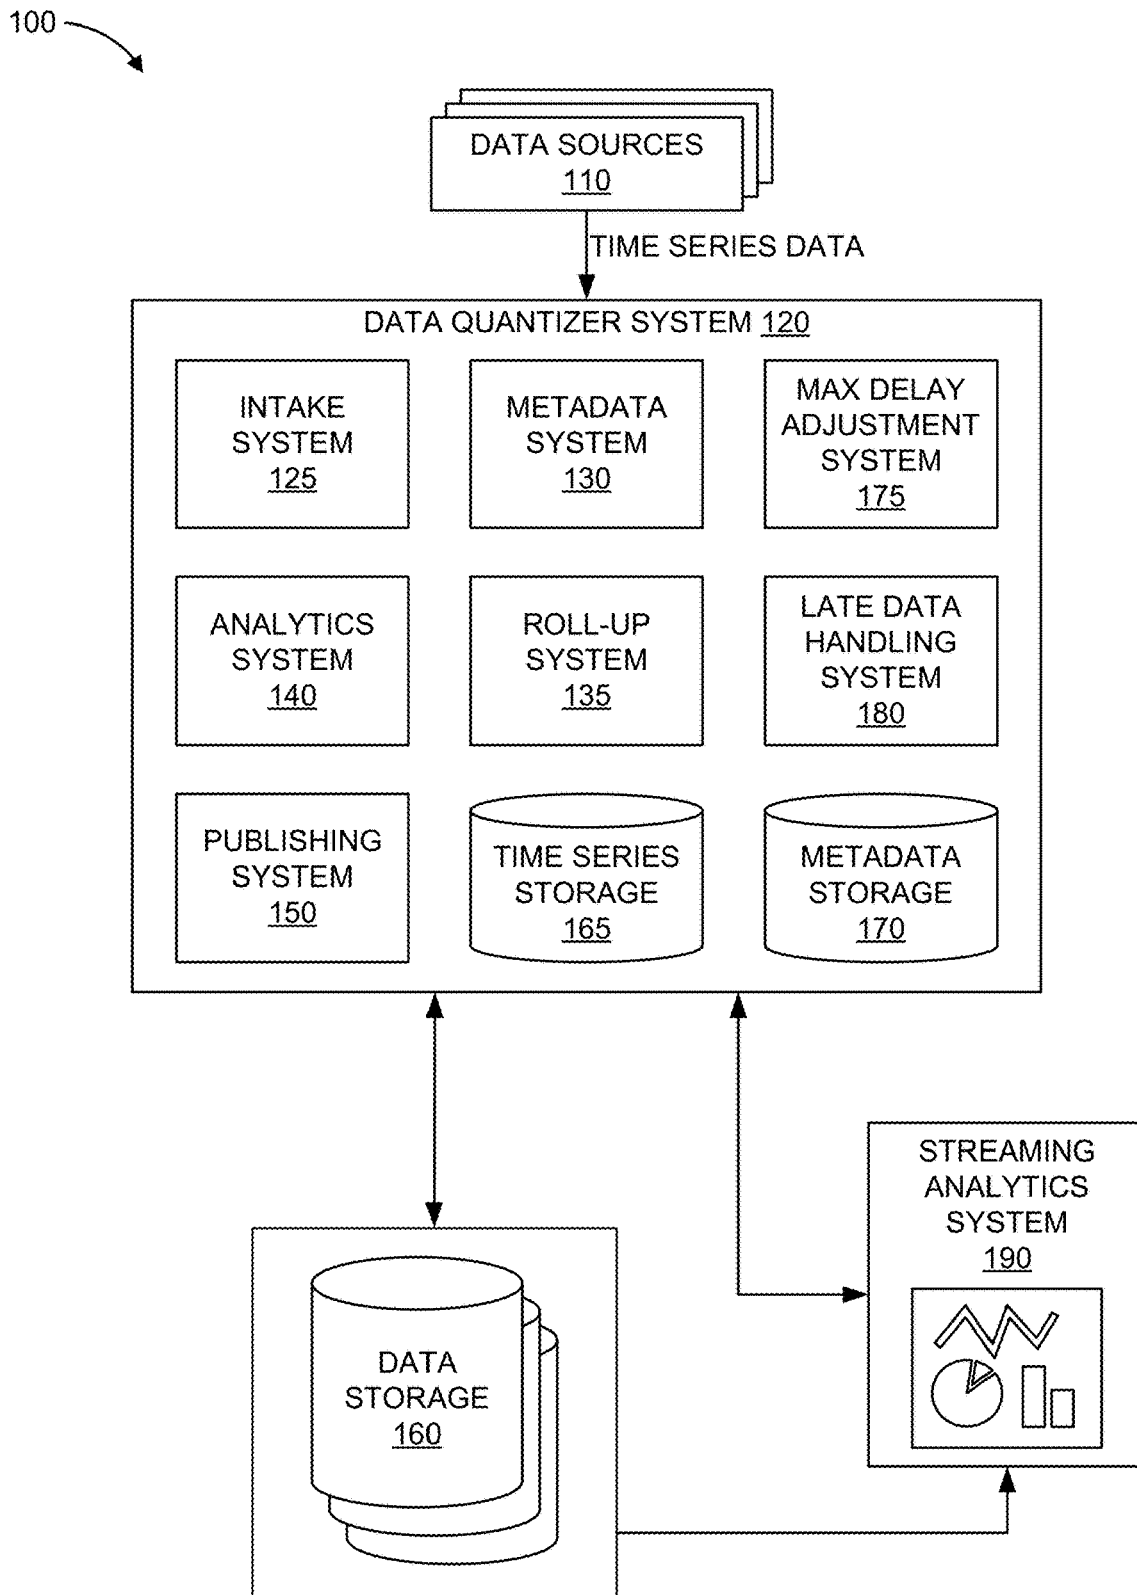 100
DATA SOURCES
110
TIME SERIES DATA
DATA QUANTIZER SYSTEM 120
INTAKE
SYSTEM
125
METADATA
SYSTEM
130
MAX DELAY
ADJUSTMENT
SYSTEM
175
ANALYTICS
SYSTEM
140
ROLL-UP
SYSTEM
135
LATE DATA
HANDLING
SYSTEM
180
PUBLISHING
SYSTEM
150
TIME SERIES
STORAGE
165
METADATA
STORAGE
170
STREAMING
ANALYTICS
SYSTEM
190
DATA
STORAGE
160